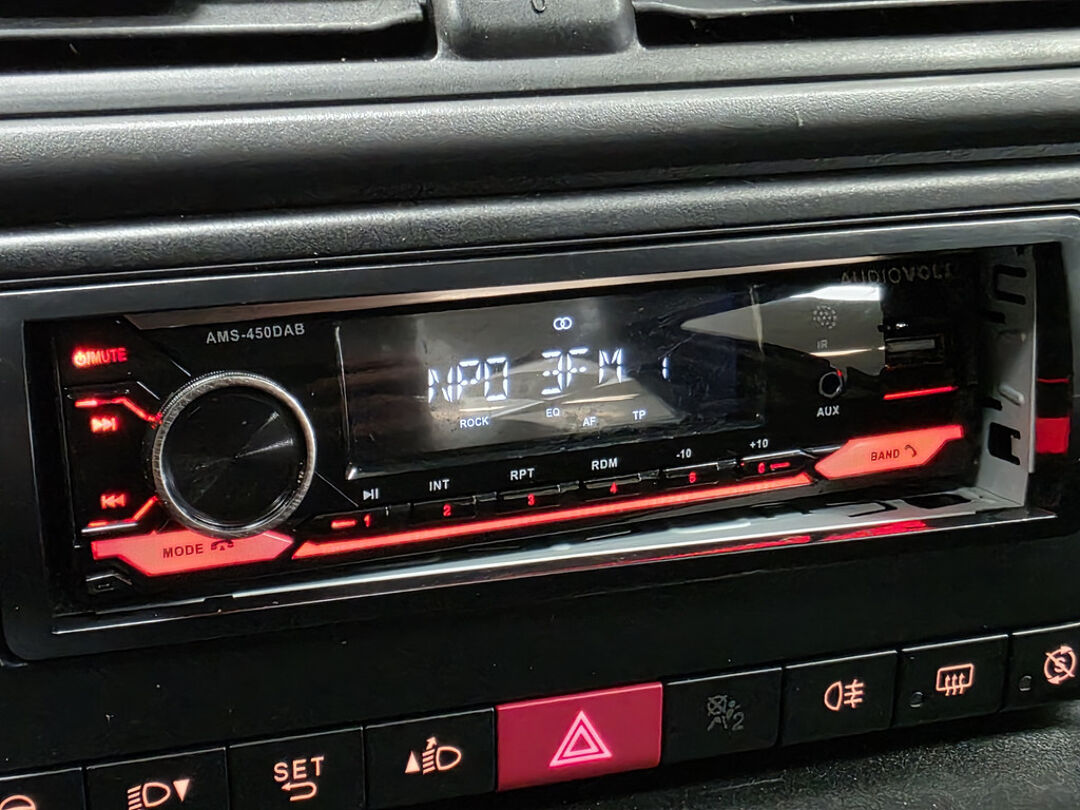 AUDIOVOLT
AMS-450DAB
⏻/MUTE
IR
NPO 3FM 1
ROCK EQ AF TP
AUX
INT RPT RDM -10 +10
1 2 3 4 5 6
BAND
MODE
SET